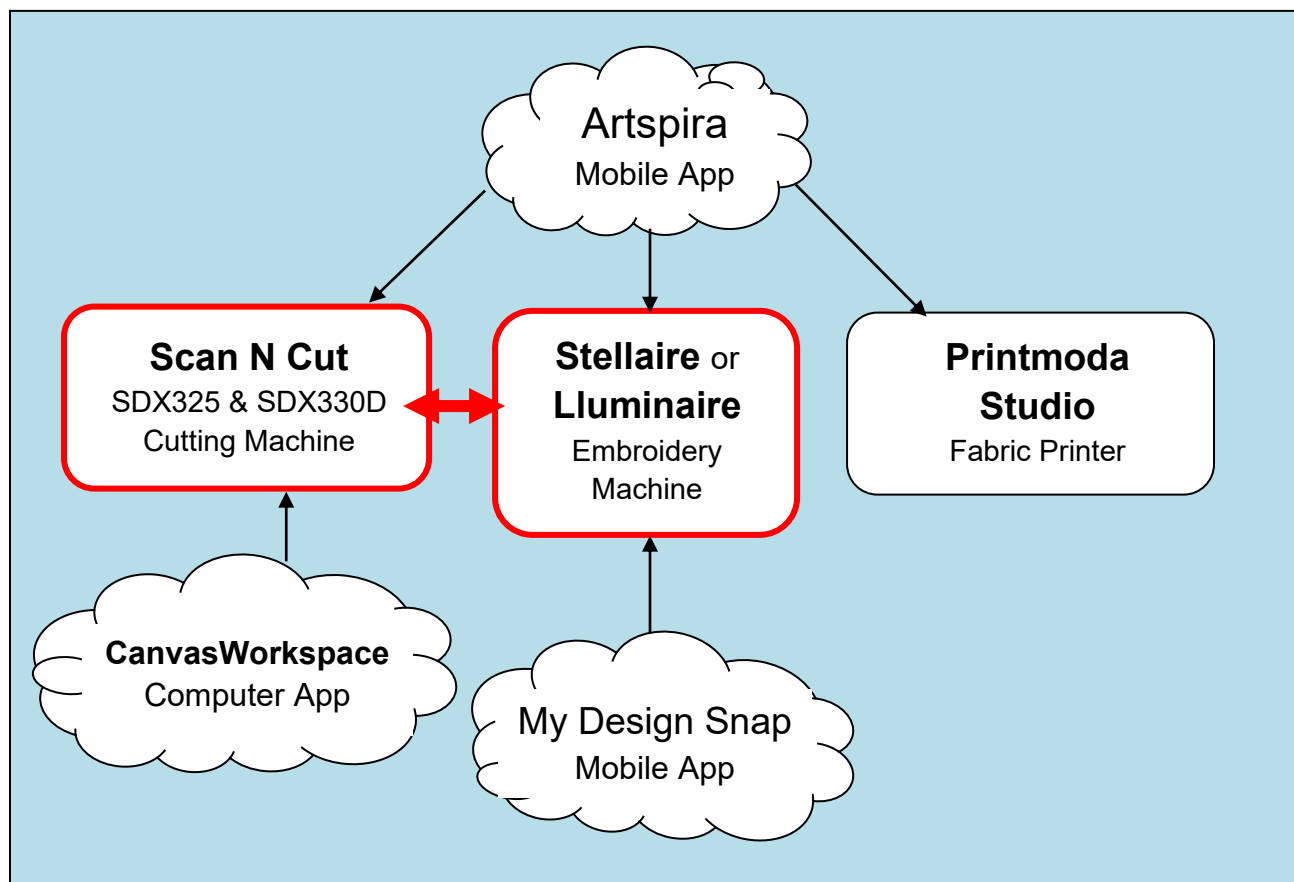 Artspira
Mobile App
Scan N Cut
SDX325 & SDX330D
Cutting Machine
Stellaire or
Lluminaire
Embroidery
Machine
Printmoda
Studio
Fabric Printer
CanvasWorkspace
Computer App
My Design Snap
Mobile App